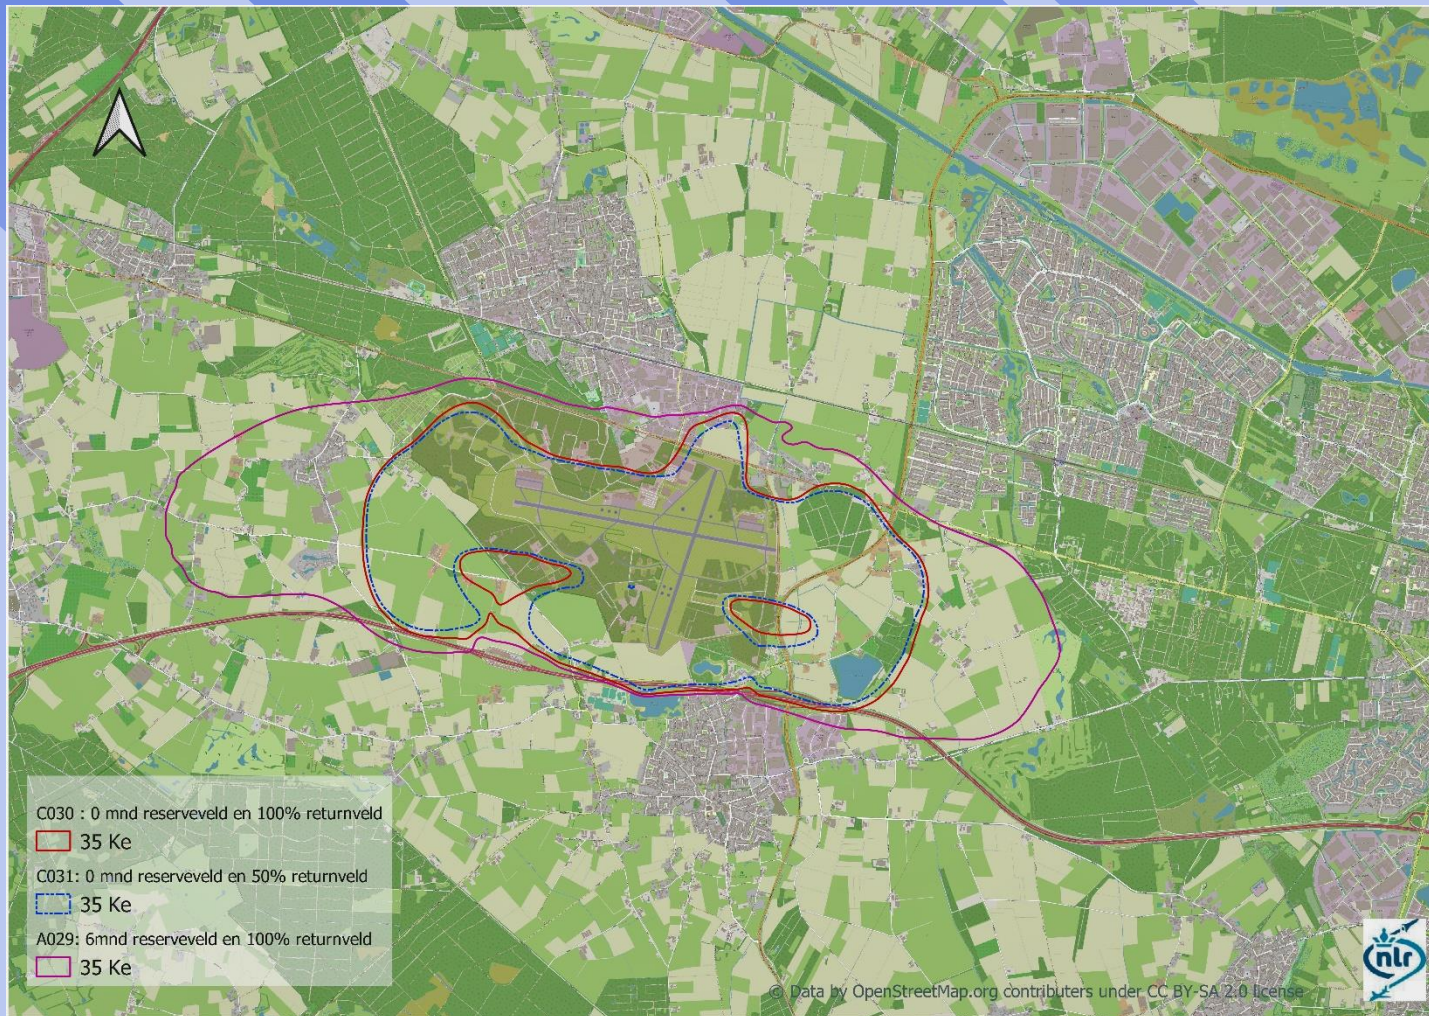 C030 : 0 mnd reserveveld en 100% returnveld
35 Ke
C031: 0 mnd reserveveld en 50% returnveld
35 Ke
A029: 6mnd reserveveld en 100% returnveld
35 Ke
© Data by OpenStreetMap.org contributers under CC BY-SA 2.0 license
nlr